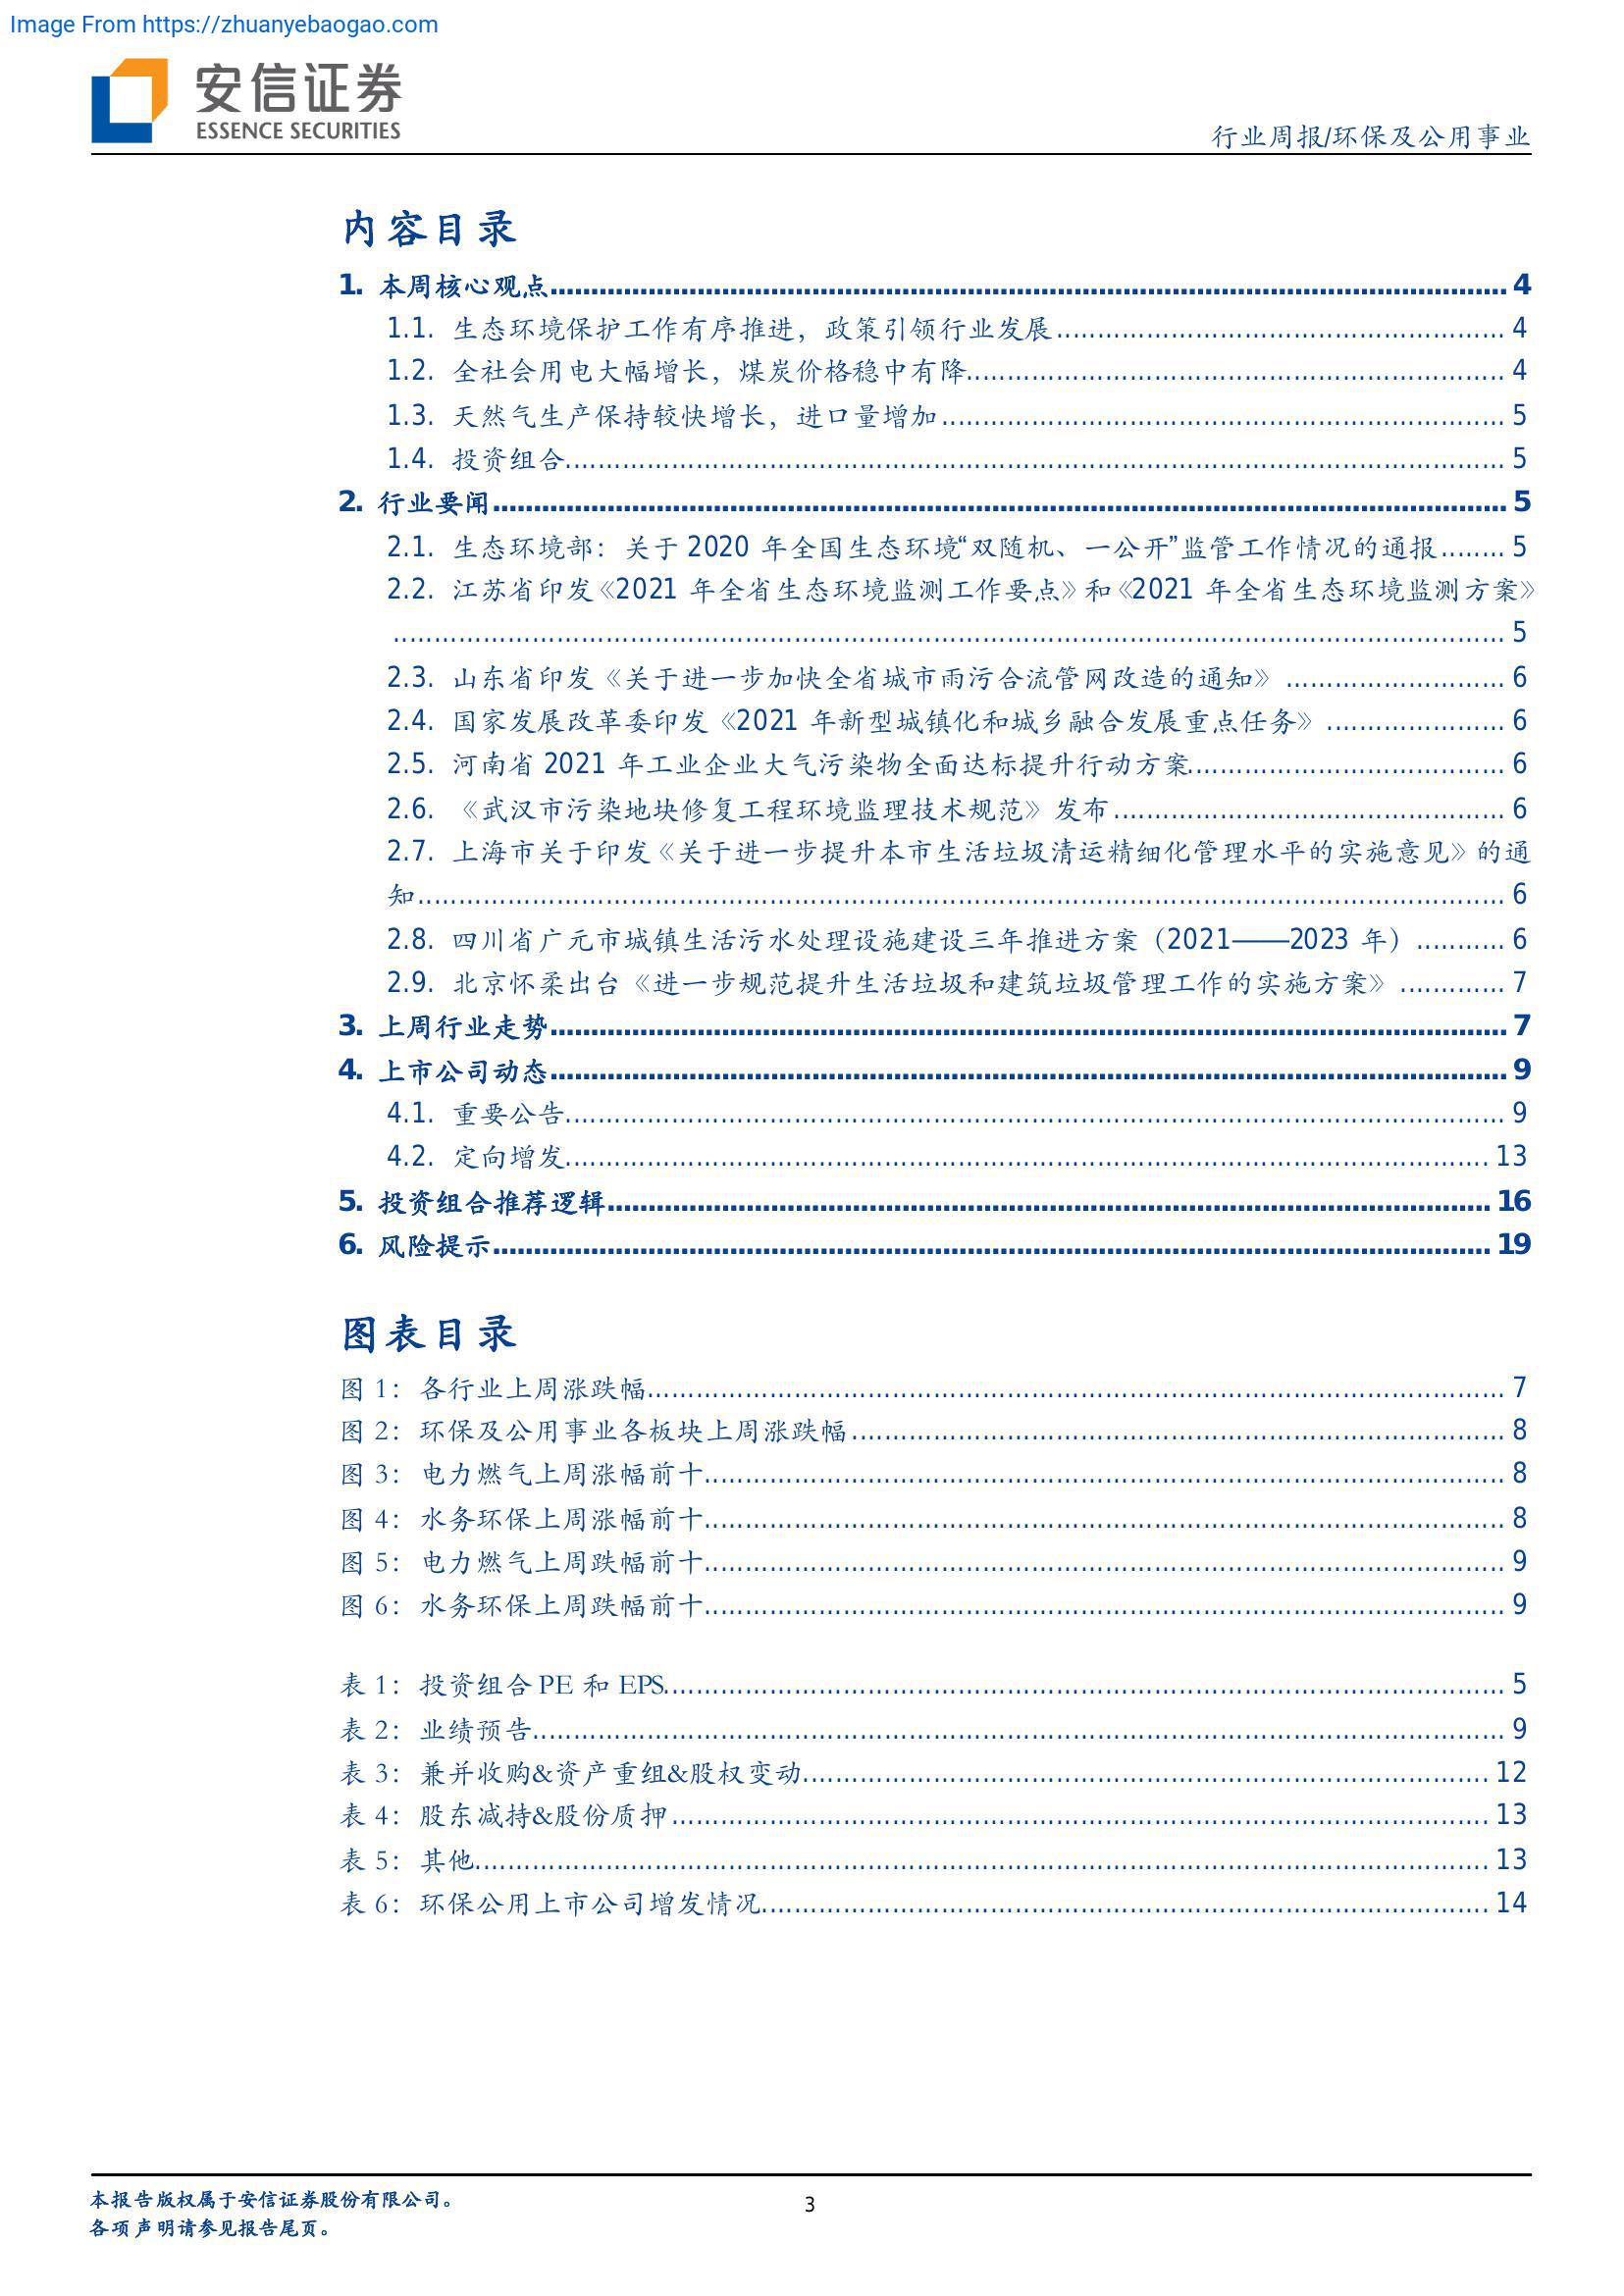 Image From https://zhuanyebaogao.com
安信证券
ESSENCE SECURITIES
行业周报/环保及公用事业
内容目录
1. 本周核心观点 4
1.1. 生态环境保护工作有序推进，政策引领行业发展 4
1.2. 全社会用电大幅增长，煤炭价格稳中有降 4
1.3. 天然气生产保持较快增长，进口量增加 5
1.4. 投资组合 5
2. 行业要闻 5
2.1. 生态环境部：关于 2020 年全国生态环境“双随机、一公开”监管工作情况的通报 5
2.2. 江苏省印发《2021 年全省生态环境监测工作要点》和《2021 年全省生态环境监测方案》
5
2.3. 山东省印发《关于进一步加快全省城市雨污合流管网改造的通知》 6
2.4. 国家发展改革委印发《2021 年新型城镇化和城乡融合发展重点任务》 6
2.5. 河南省 2021 年工业企业大气污染物全面达标提升行动方案 6
2.6. 《武汉市污染地块修复工程环境监理技术规范》发布 6
2.7. 上海市关于印发《关于进一步提升本市生活垃圾清运精细化管理水平的实施意见》的通
知 6
2.8. 四川省广元市城镇生活污水处理设施建设三年推进方案（2021——2023 年） 6
2.9. 北京怀柔出台《进一步规范提升生活垃圾和建筑垃圾管理工作的实施方案》 7
3. 上周行业走势 7
4. 上市公司动态 9
4.1. 重要公告 9
4.2. 定向增发 13
5. 投资组合推荐逻辑 16
6. 风险提示 19
图表目录
图 1：各行业上周涨跌幅 7
图 2：环保及公用事业各板块上周涨跌幅 8
图 3：电力燃气上周涨幅前十 8
图 4：水务环保上周涨幅前十 8
图 5：电力燃气上周跌幅前十 9
图 6：水务环保上周跌幅前十 9
表 1：投资组合 PE 和 EPS 5
表 2：业绩预告 9
表 3：兼并收购&资产重组&股权变动 12
表 4：股东减持&股份质押 13
表 5：其他 13
表 6：环保公用上市公司增发情况 14
本报告版权属于安信证券股份有限公司。
各项声明请参见报告尾页。
3